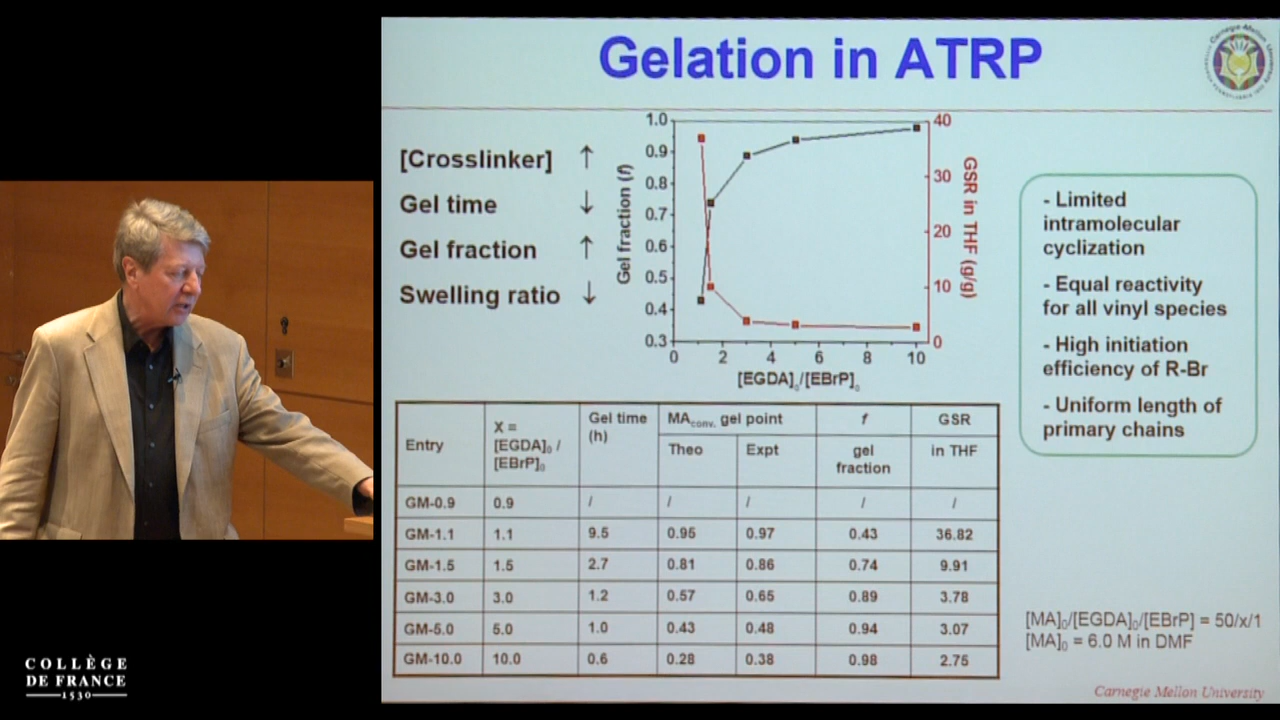 Gelation in ATRP
[Crosslinker] ↑
Gel time ↓
Gel fraction ↑
Swelling ratio ↓
Gel fraction (f)
1.0
0.9
0.8
0.7
0.6
0.5
0.4
0.3
0 2 4 6 8 10
[EGDA]₀/[EBrP]₀
40
30
20
10
0
GSR in THF (g/g)
- Limited
intramolecular
cyclization
- Equal reactivity
for all vinyl species
- High initiation
efficiency of R-Br
- Uniform length of
primary chains
Entry
X =
[EGDA]₀ /
[EBrP]₀
Gel time
(h)
MAconv. gel point
Theo Expt
f
gel
fraction
GSR
in THF
GM-0.9 0.9 / / / / /
GM-1.1 1.1 9.5 0.95 0.97 0.43 36.82
GM-1.5 1.5 2.7 0.81 0.86 0.74 9.91
GM-3.0 3.0 1.2 0.57 0.65 0.89 3.78
GM-5.0 5.0 1.0 0.43 0.48 0.94 3.07
GM-10.0 10.0 0.6 0.28 0.38 0.98 2.75
[MA]₀/[EGDA]₀/[EBrP] = 50/x/1
[MA]₀ = 6.0 M in DMF
Carnegie Mellon University
COLLÈGE
DE FRANCE
1530